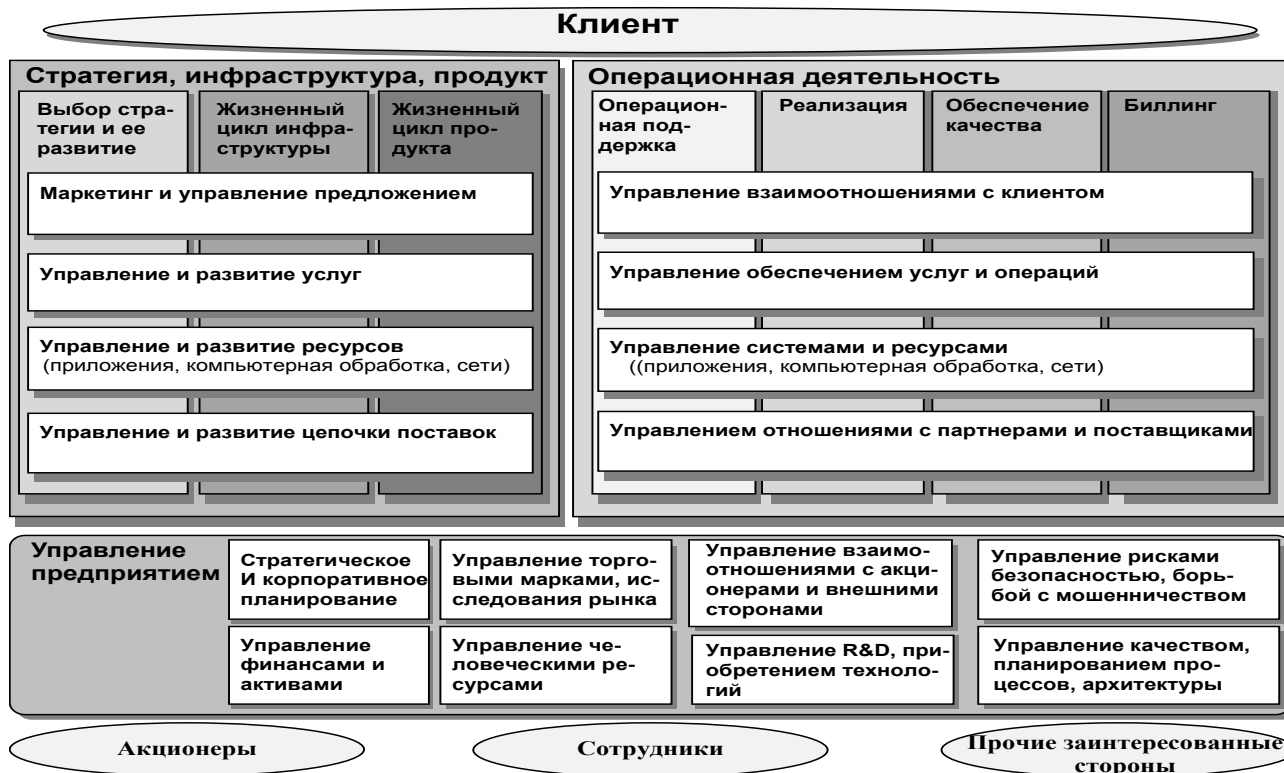 Клиент
Стратегия, инфраструктура, продукт
Выбор стра-
тегии и ее
развитие
Жизненный
цикл инфра-
структуры
Жизненный
цикл про-
дукта
Маркетинг и управление предложением
Управление и развитие услуг
Управление и развитие ресурсов
(приложения, компьютерная обработка, сети)
Управление и развитие цепочки поставок
Операционная деятельность
Операцион-
ная под-
держка
Реализация
Обеспечение
качества
Биллинг
Управление взаимоотношениями с клиентом
Управление обеспечением услуг и операций
Управление системами и ресурсами
((приложения, компьютерная обработка, сети)
Управлением отношениями с партнерами и поставщиками
Управление
предприятием
Стратегическое
И корпоративное
планирование
Управление торго-
выми марками, ис-
следования рынка
Управление взаимо-
отношениями с акци-
онерами и внешними
сторонами
Управление рисками
безопасностью, борь-
бой с мошенничеством
Управление
финансами и
активами
Управление че-
ловеческими ре-
сурсами
Управление R&D, при-
обретением техноло-
гий
Управление качеством,
планированием про-
цессов, архитектуры
Акционеры
Сотрудники
Прочие заинтересованные
стороны